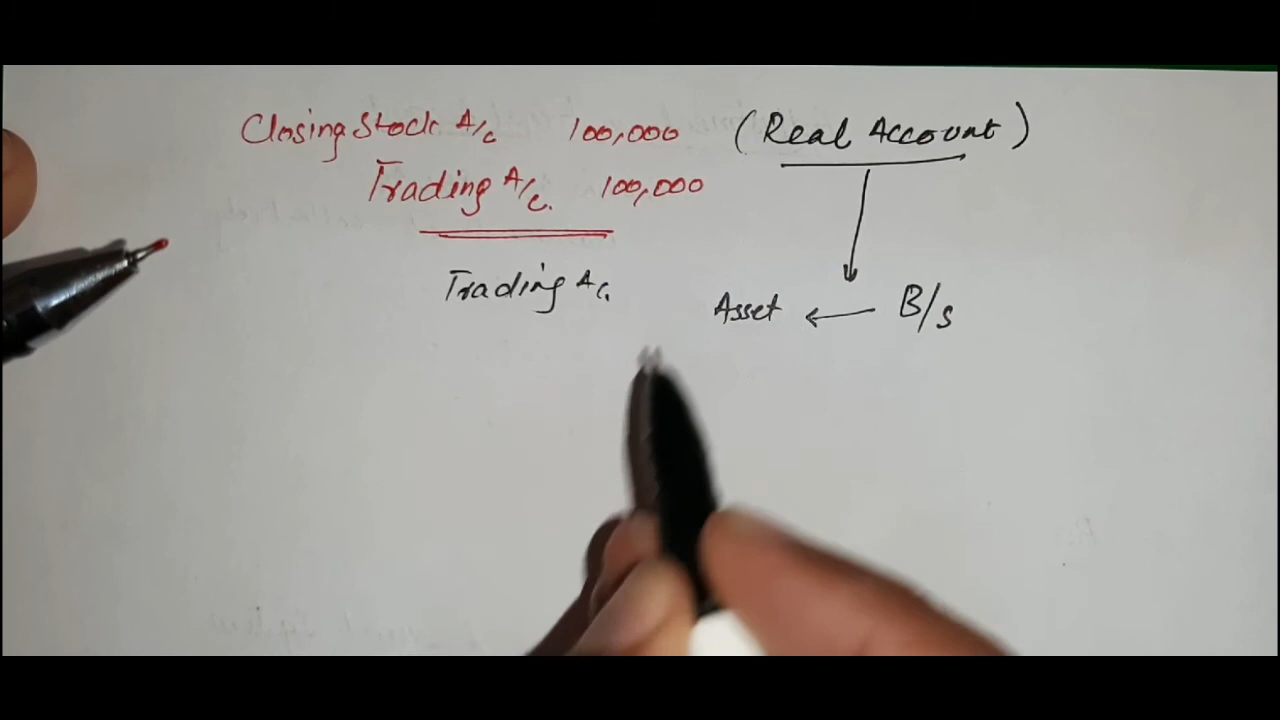 Closing Stock A/c 100,000 (Real Account)
Trading A/c. 100,000
Trading A/c.
Asset ← B/s